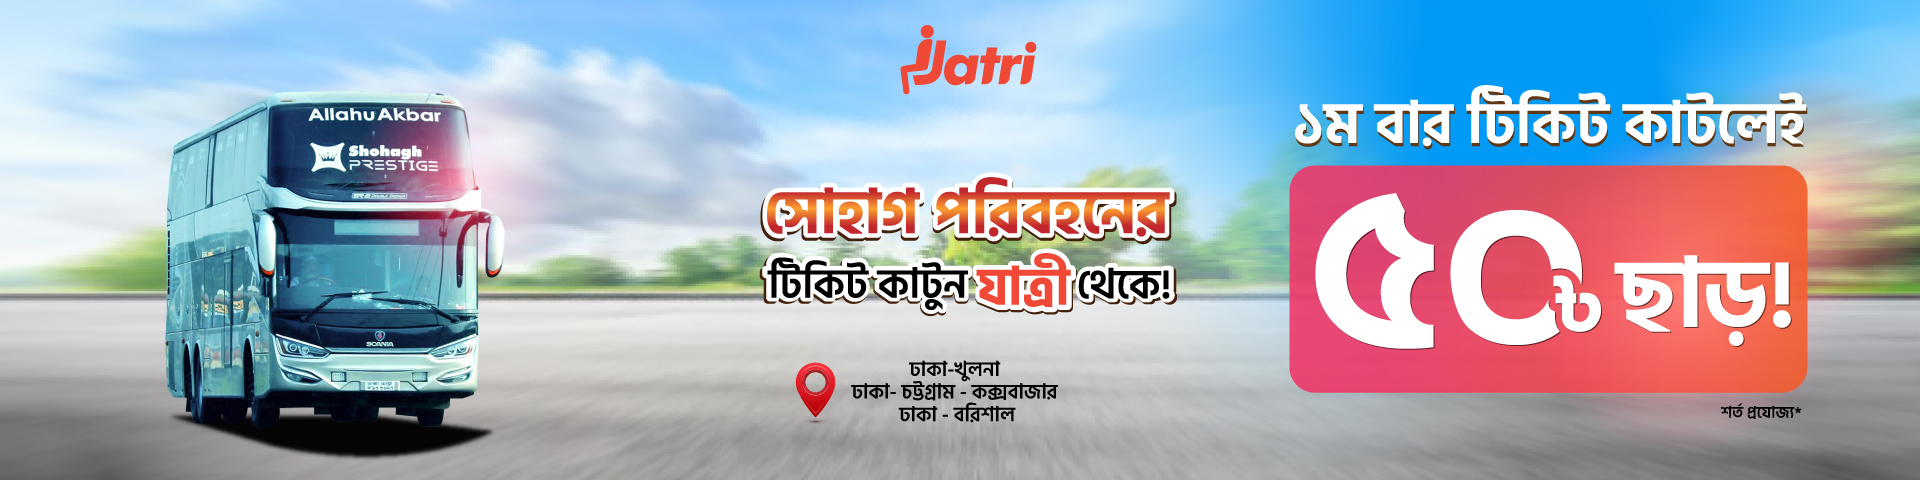 Jatri
Allahu Akbar
Shohagh
PRESTIGE
SCANIA
সোহাগ পরিবহনের
টিকিট কাটুন যাত্রী থেকে!
ঢাকা-খুলনা
ঢাকা- চট্টগ্রাম - কক্সবাজার
ঢাকা - বরিশাল
১ম বার টিকিট কাটলেই
৫০৳ ছাড়!
শর্ত প্রযোজ্য*